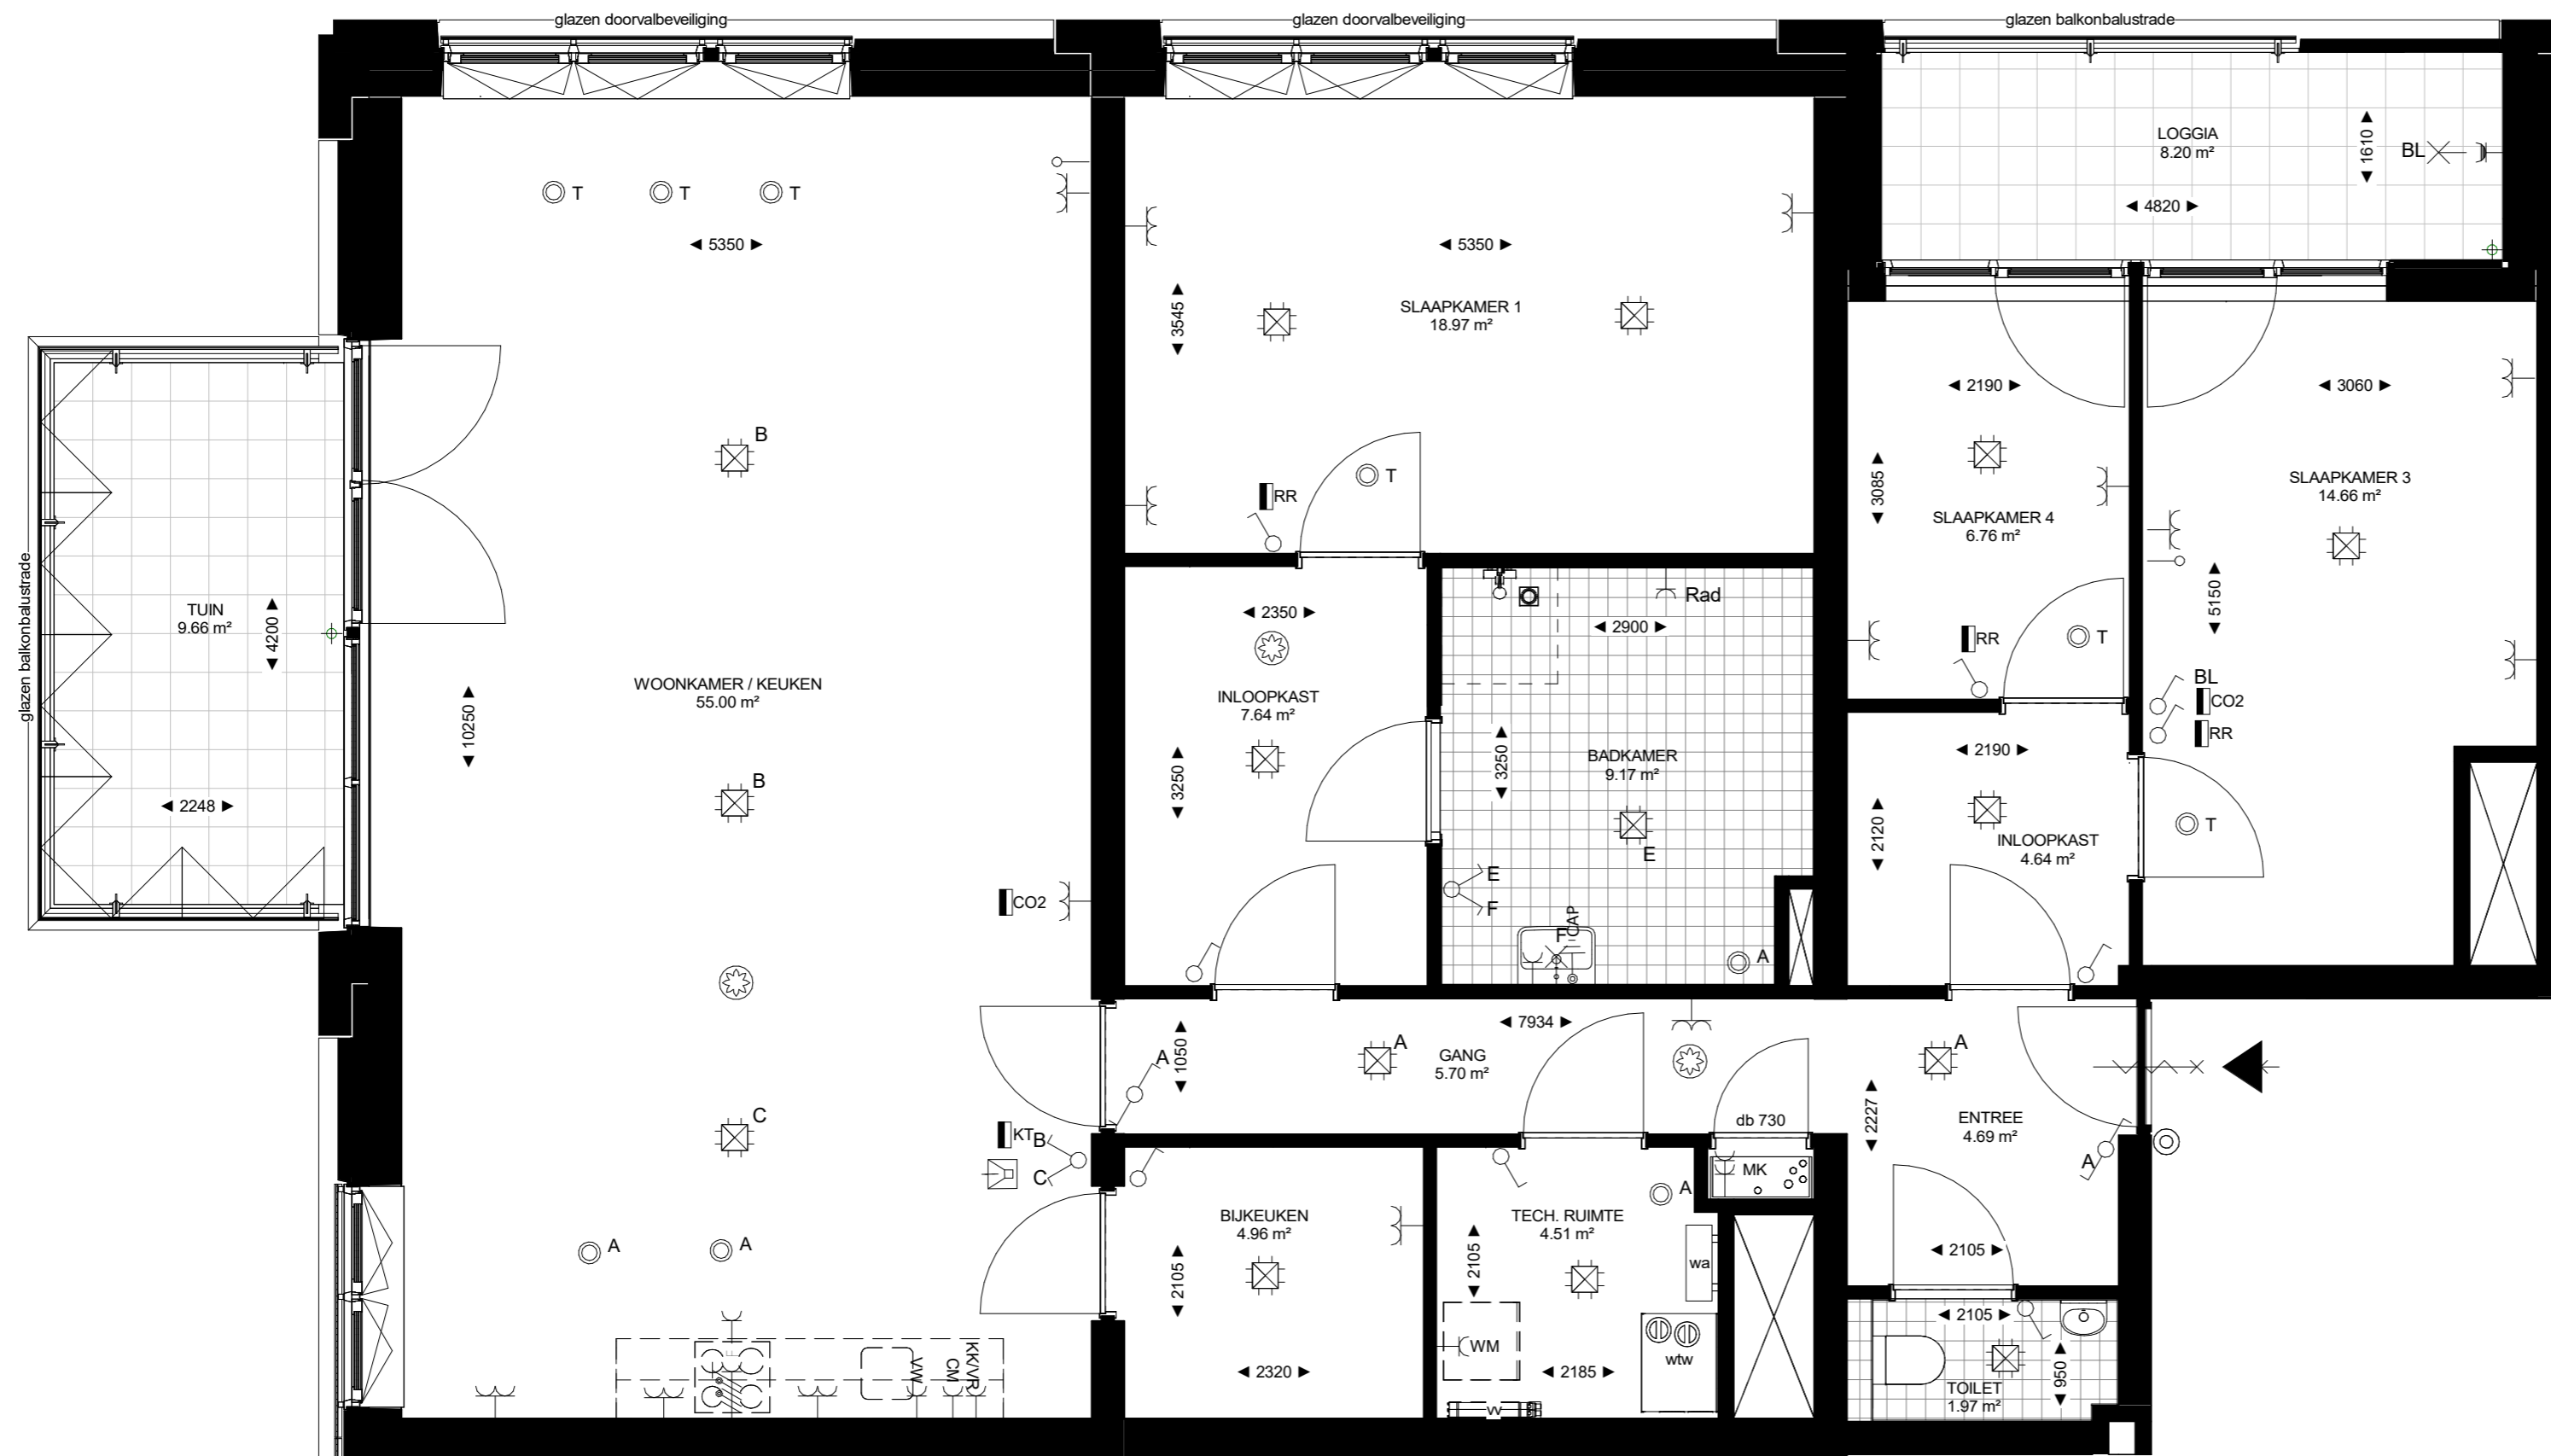 glazen doorvalbeveiliging
glazen doorvalbeveiliging
glazen balkonbalustrade
LOGGIA
8.20 m²
1610
BL
4820
T
T
T
5350
5350
3545
SLAAPKAMER 1
18.97 m²
2190
3060
B
RR
T
3085
SLAAPKAMER 4
6.76 m²
SLAAPKAMER 3
14.66 m²
glazen balkonbalustrade
TUIN
9.66 m²
4200
2248
WOONKAMER / KEUKEN
55.00 m²
10250
B
2350
INLOOPKAST
7.64 m²
3250
Rad
2900
3250
BADKAMER
9.17 m²
E
E
F
F
CAP
A
RR
T
5150
BL
CO2
RR
2190
2120
INLOOPKAST
4.64 m²
T
CO2
C
KT
B
C
A
A
A
1050
A
7934
GANG
5.70 m²
db 730
MK
A
2227
ENTREE
4.69 m²
A
BIJKEUKEN
4.96 m²
2105
2320
TECH. RUIMTE
4.51 m²
A
2105
wa
WM
2185
wtw
VV
2105
2105
TOILET
1.97 m²
950
VW
CM
KK/VR